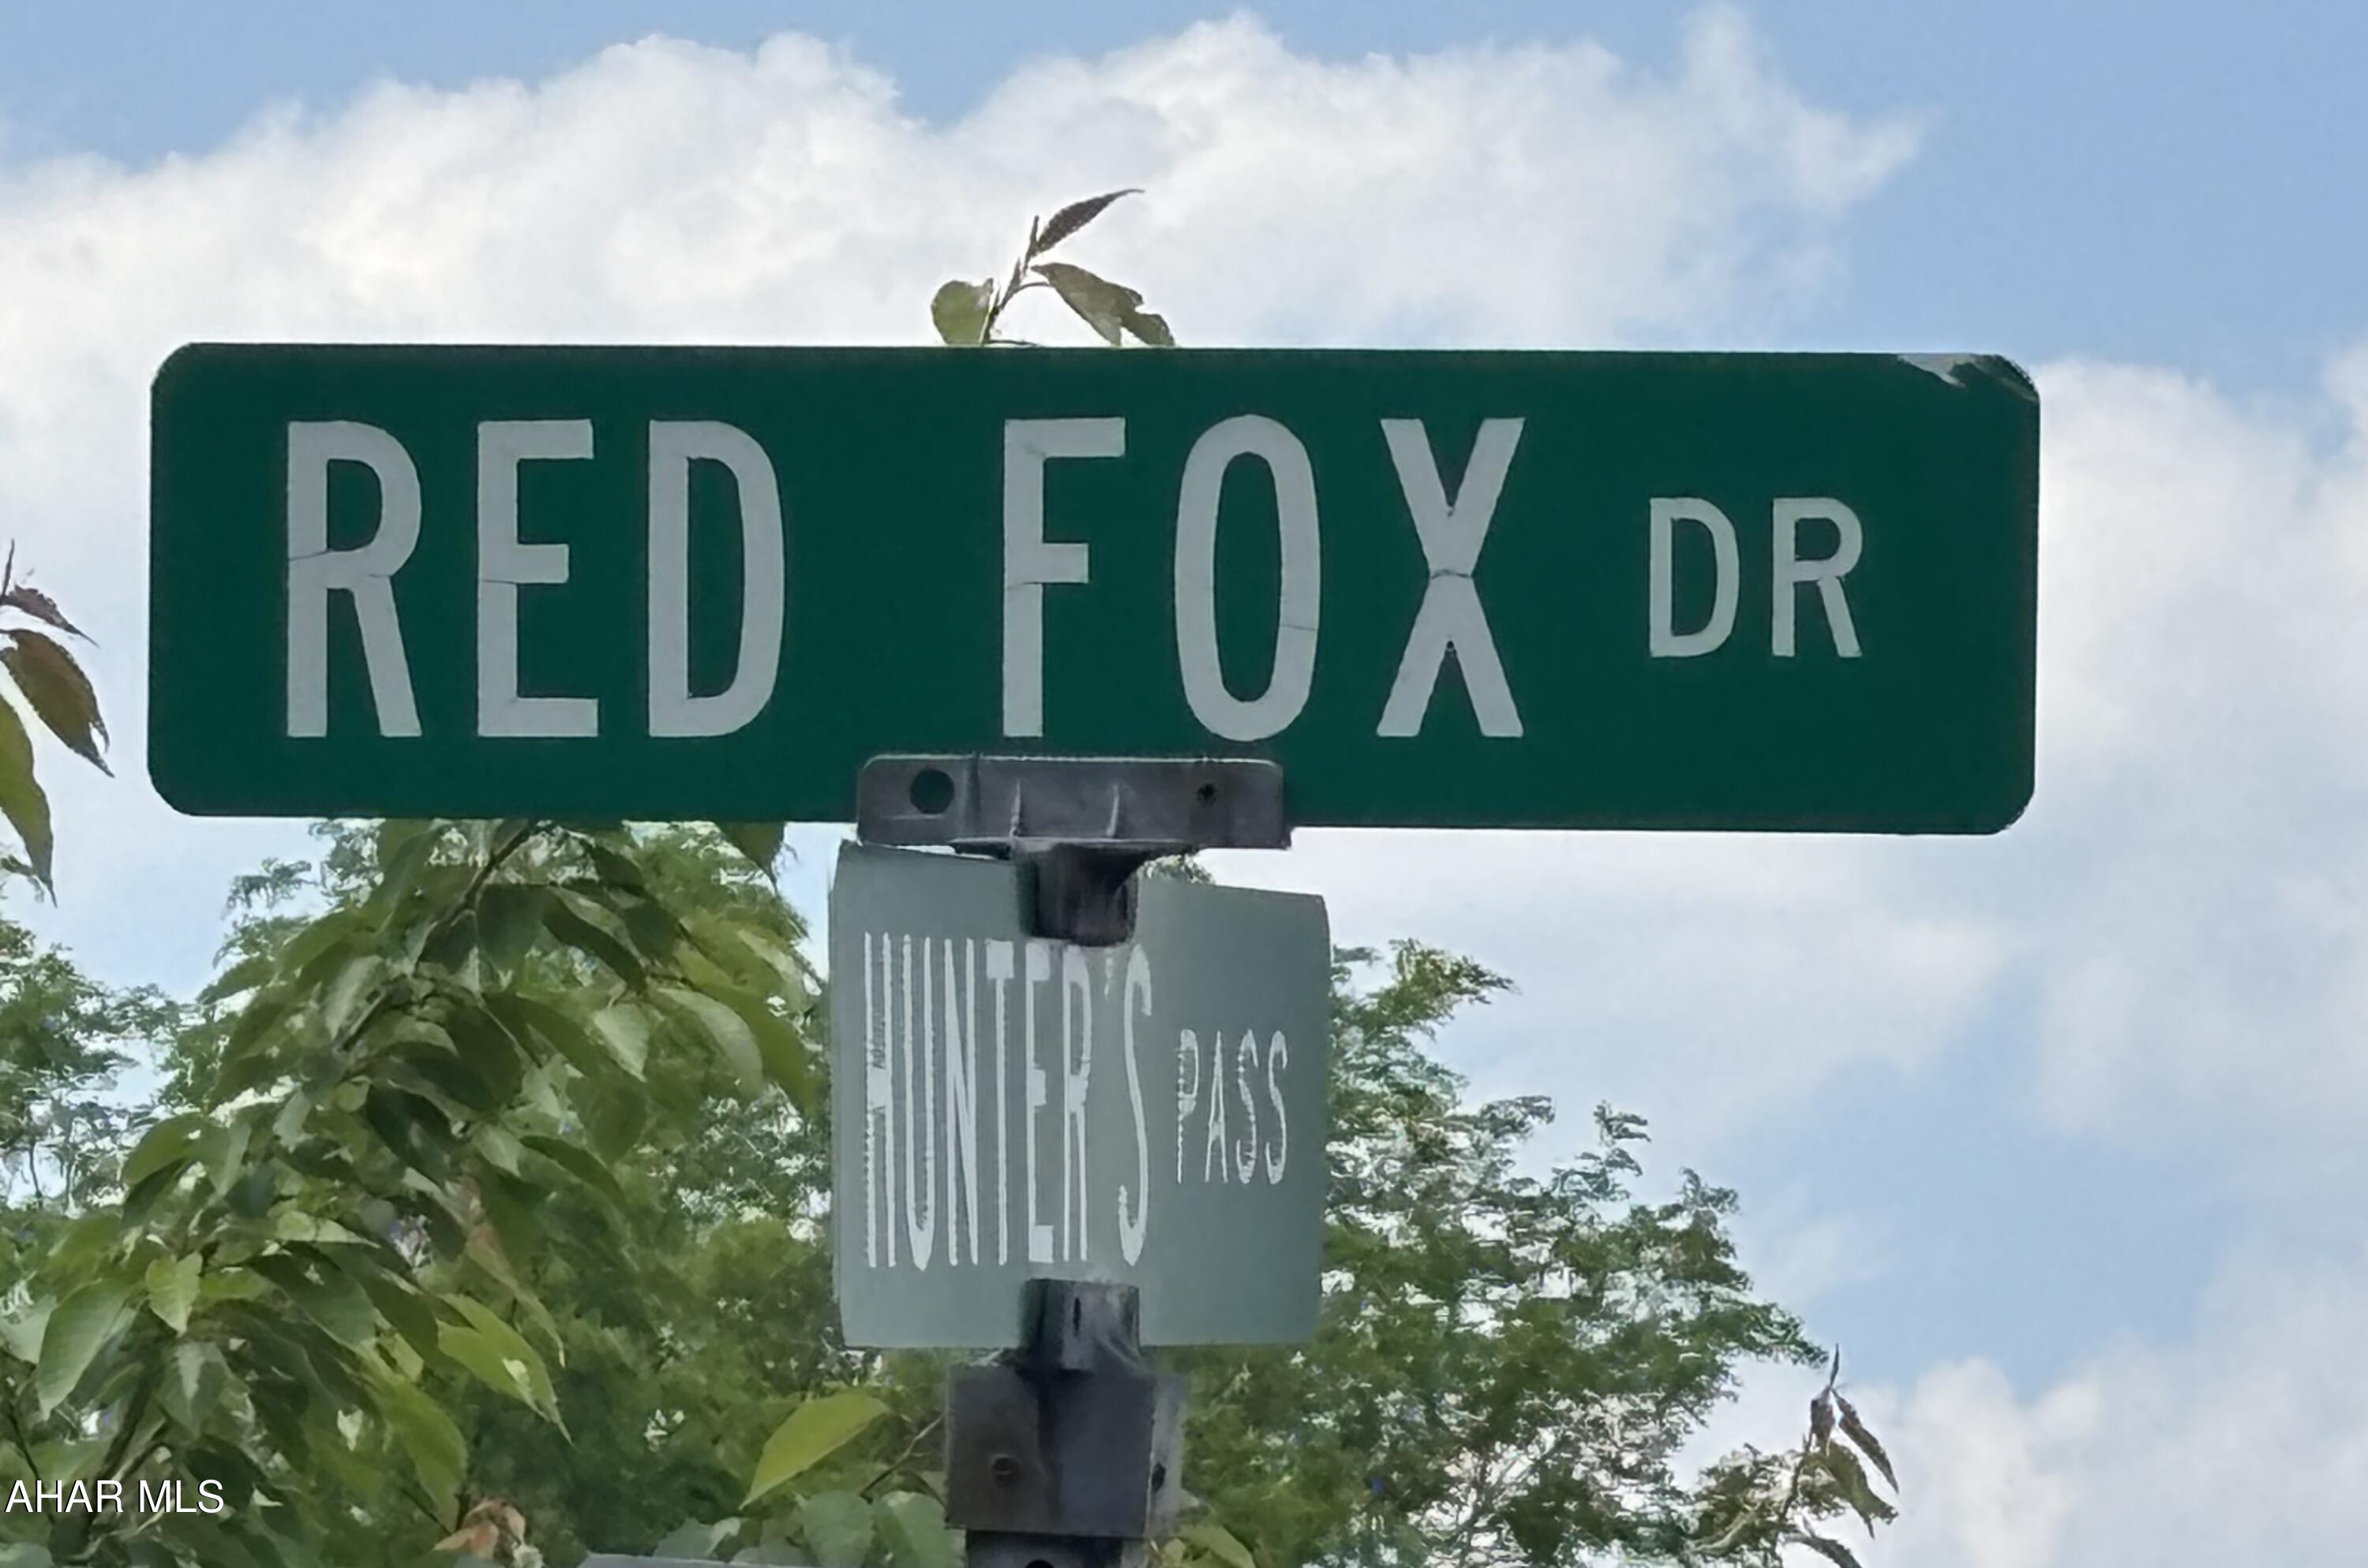 RED FOX DR
HUNTER'S PASS
AHAR MLS